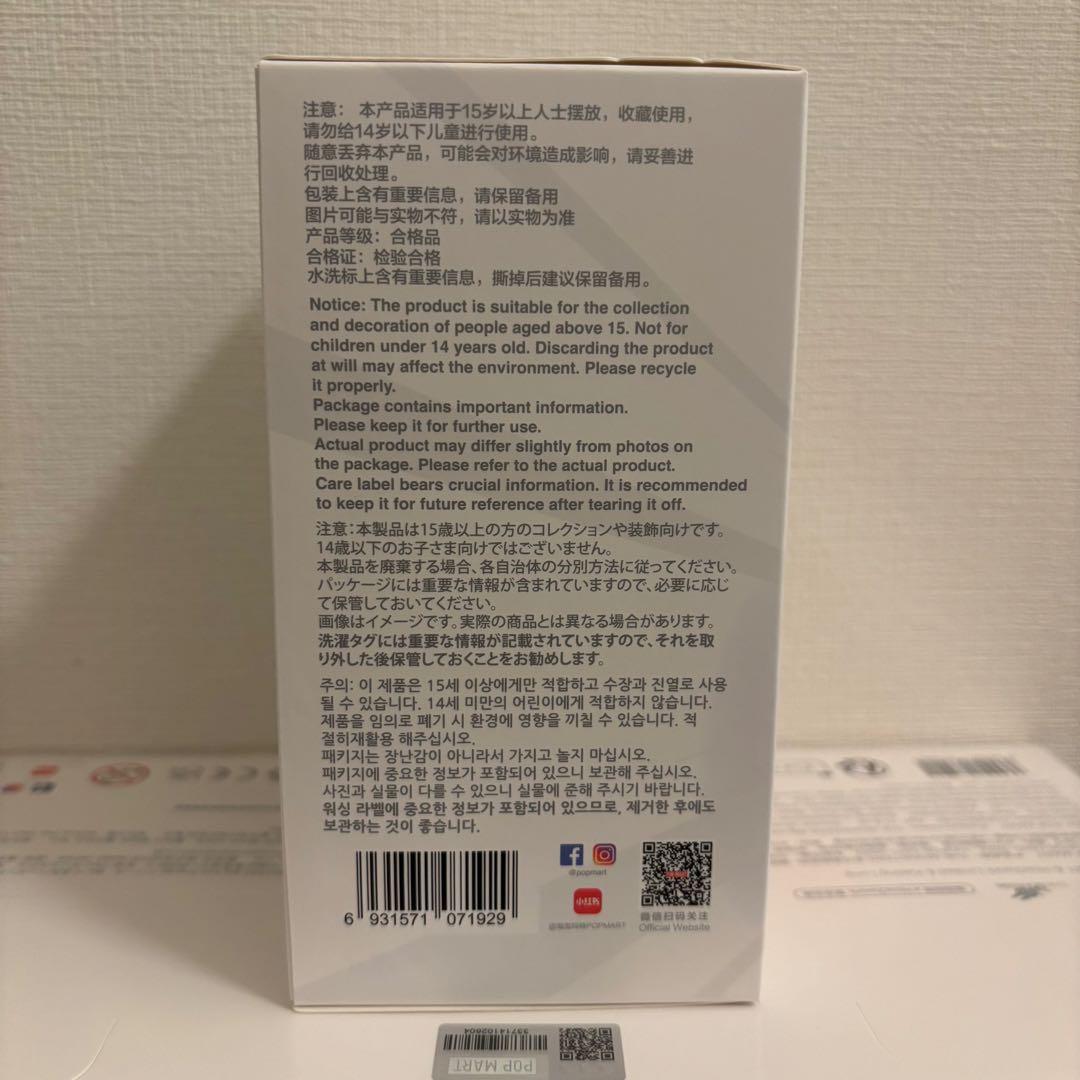 注意： 本产品适用于15岁以上人士摆放，收藏使用，
请勿给14岁以下儿童进行使用。
随意丢弃本产品，可能会对环境造成影响，请妥善进
行回收处理。
包装上含有重要信息，请保留备用
图片可能与实物不符，请以实物为准
产品等级：合格品
合格证：检验合格
水洗标上含有重要信息，撕掉后建议保留备用。
Notice: The product is suitable for the collection
and decoration of people aged above 15. Not for
children under 14 years old. Discarding the product
at will may affect the environment. Please recycle
it properly.
Package contains important information.
Please keep it for further use.
Actual product may differ slightly from photos on
the package. Please refer to the actual product.
Care label bears crucial information. It is recommended
to keep it for future reference after tearing it off.
注意：本製品は15歳以上の方のコレクションや装飾向けです。
14歳以下のお子さま向けではございません。
本製品を廃棄する場合、各自治体の分別方法に従ってください。
パッケージには重要な情報が含まれていますので、必要に応じ
て保管しておいてください。
画像はイメージです。実際の商品とは異なる場合があります。
洗濯タグには重要な情報が記載されていますので、それを取
り外した後保管しておくことをお勧めします。
주의: 이 제품은 15세 이상에게만 적합하고 수장과 진열로 사용
될 수 있습니다. 14세 미만의 어린이에게 적합하지 않습니다.
제품을 임의로 폐기 시 환경에 영향을 끼칠 수 있습니다. 적
절히재활용 해주십시오.
패키지는 장난감이 아니라서 가지고 놀지 마십시오.
패키지에 중요한 정보가 포함되어 있으니 보관해 주십시오.
사진과 실물이 다를 수 있으니 실물에 준해 주시기 바랍니다.
워싱 라벨에 중요한 정보가 포함되어 있으므로, 제거한 후에도
보관하는 것이 좋습니다.
6 931571 071929
@popmart
小红书
POPMART
微信扫码关注
Official Website
33714102604
POP MART